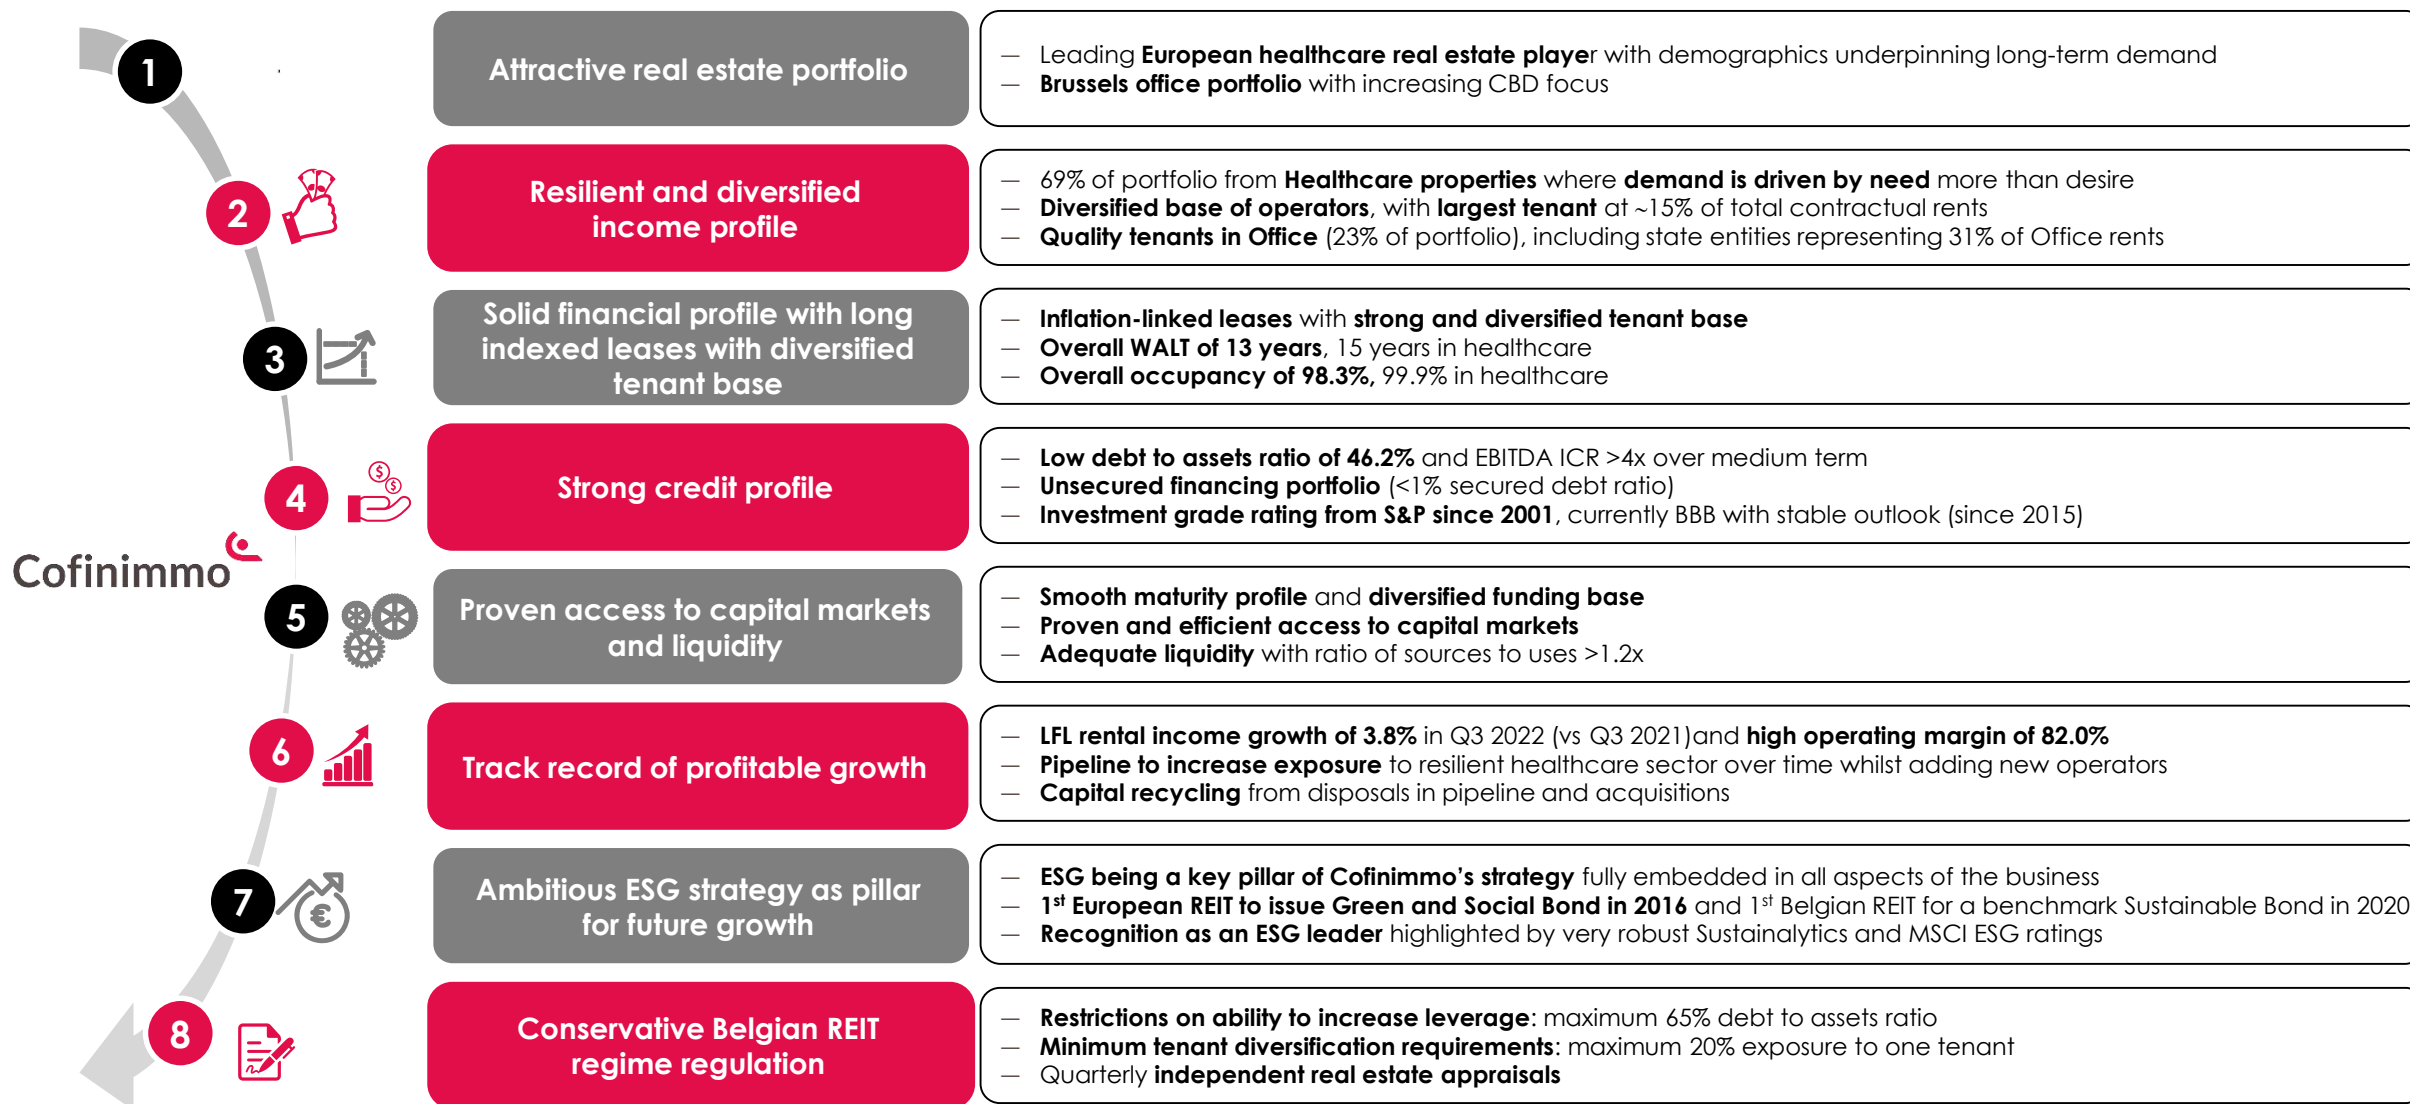 1
Attractive real estate portfolio
— Leading European healthcare real estate player with demographics underpinning long-term demand
— Brussels office portfolio with increasing CBD focus
2
Resilient and diversified
income profile
— 69% of portfolio from Healthcare properties where demand is driven by need more than desire
— Diversified base of operators, with largest tenant at ~15% of total contractual rents
— Quality tenants in Office (23% of portfolio), including state entities representing 31% of Office rents
3
Solid financial profile with long
indexed leases with diversified
tenant base
— Inflation-linked leases with strong and diversified tenant base
— Overall WALT of 13 years, 15 years in healthcare
— Overall occupancy of 98.3%, 99.9% in healthcare
4
Strong credit profile
— Low debt to assets ratio of 46.2% and EBITDA ICR >4x over medium term
— Unsecured financing portfolio (<1% secured debt ratio)
— Investment grade rating from S&P since 2001, currently BBB with stable outlook (since 2015)
Cofinimmo
5
Proven access to capital markets
and liquidity
— Smooth maturity profile and diversified funding base
— Proven and efficient access to capital markets
— Adequate liquidity with ratio of sources to uses >1.2x
6
Track record of profitable growth
— LFL rental income growth of 3.8% in Q3 2022 (vs Q3 2021)and high operating margin of 82.0%
— Pipeline to increase exposure to resilient healthcare sector over time whilst adding new operators
— Capital recycling from disposals in pipeline and acquisitions
7
Ambitious ESG strategy as pillar
for future growth
— ESG being a key pillar of Cofinimmo's strategy fully embedded in all aspects of the business
— 1st European REIT to issue Green and Social Bond in 2016 and 1st Belgian REIT for a benchmark Sustainable Bond in 2020
— Recognition as an ESG leader highlighted by very robust Sustainalytics and MSCI ESG ratings
8
Conservative Belgian REIT
regime regulation
— Restrictions on ability to increase leverage: maximum 65% debt to assets ratio
— Minimum tenant diversification requirements: maximum 20% exposure to one tenant
— Quarterly independent real estate appraisals